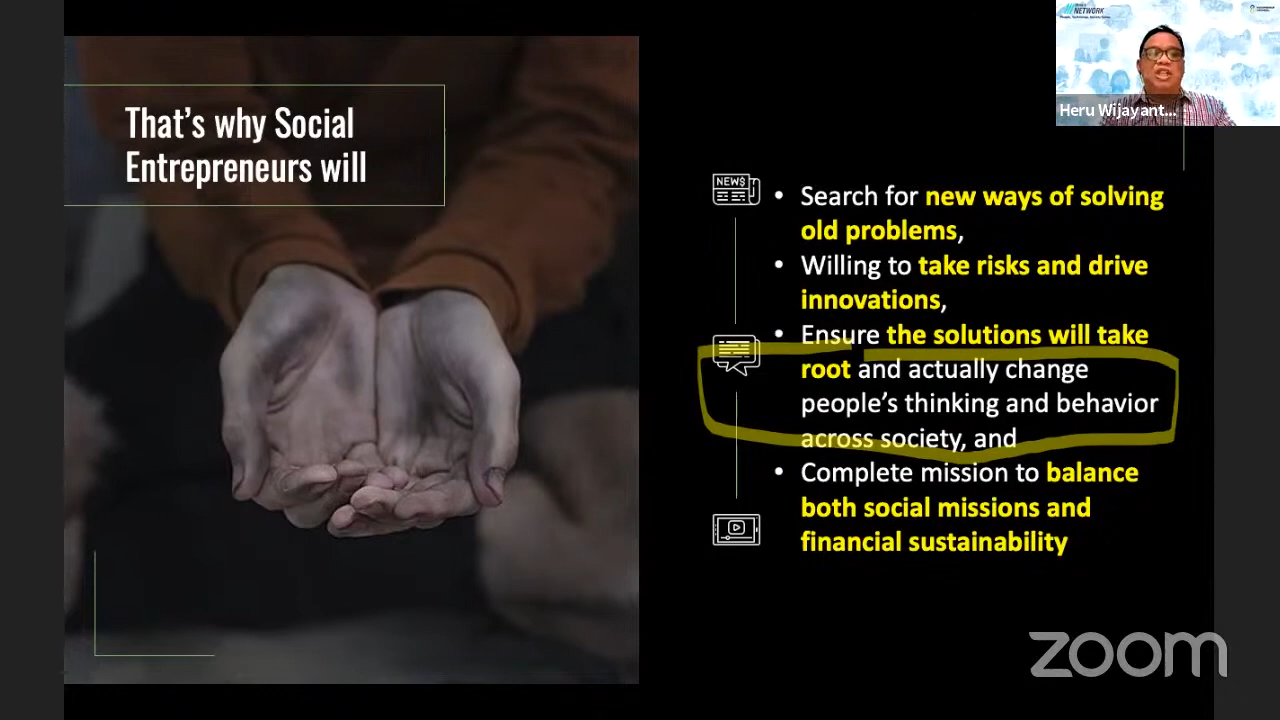 NETWORK
Heru Wijayant...
That's why Social
Entrepreneurs will
NEWS
• Search for new ways of solving
old problems,
• Willing to take risks and drive
innovations,
• Ensure the solutions will take
root and actually change
people's thinking and behavior
across society, and
• Complete mission to balance
both social missions and
financial sustainability
zoom